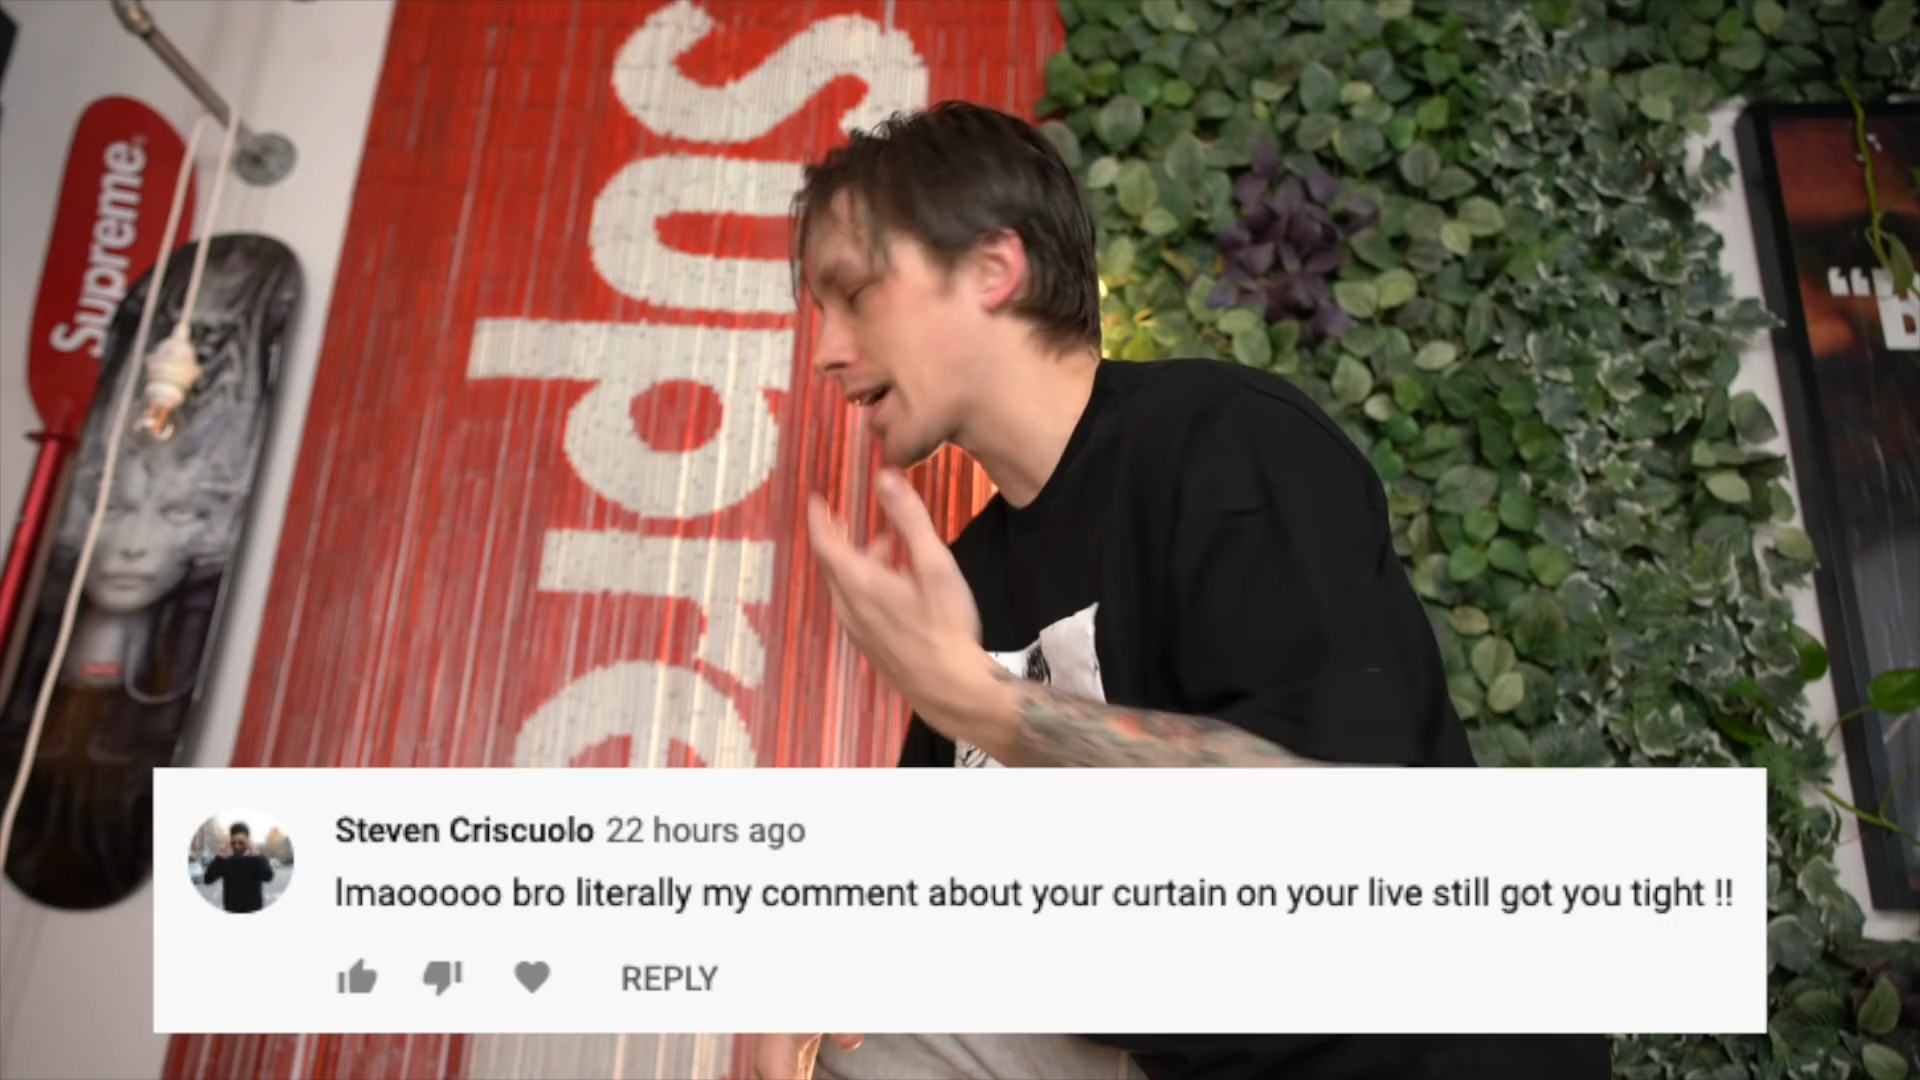 Supreme
Supre
Steven Criscuolo 22 hours ago
lmaooooo bro literally my comment about your curtain on your live still got you tight !!
REPLY